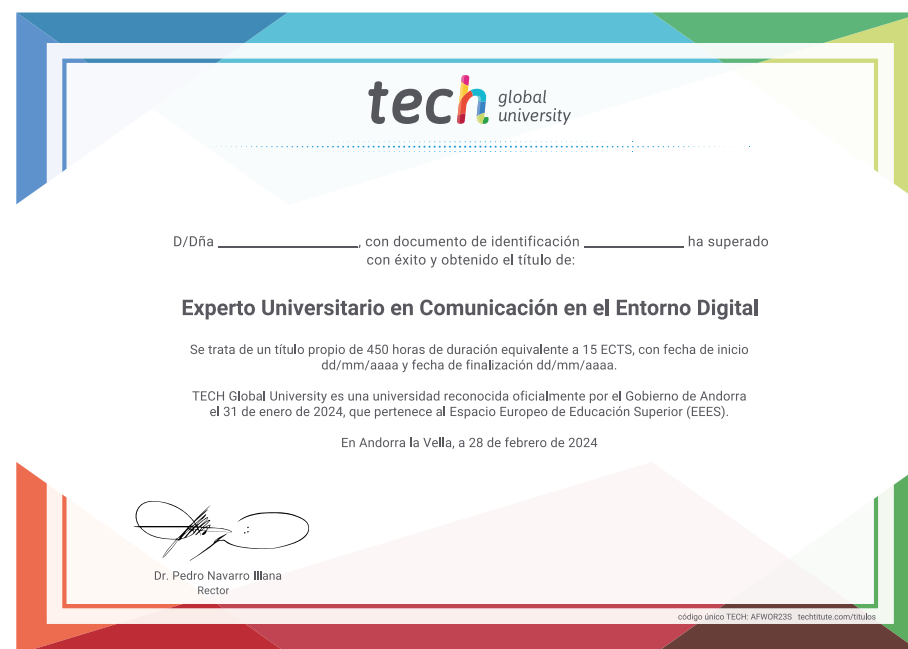 tech global
university
D/Dña ____________________, con documento de identificación ______________ ha superado
con éxito y obtenido el título de:
Experto Universitario en Comunicación en el Entorno Digital
Se trata de un título propio de 450 horas de duración equivalente a 15 ECTS, con fecha de inicio
dd/mm/aaaa y fecha de finalización dd/mm/aaaa.
TECH Global University es una universidad reconocida oficialmente por el Gobierno de Andorra
el 31 de enero de 2024, que pertenece al Espacio Europeo de Educación Superior (EEES).
En Andorra la Vella, a 28 de febrero de 2024
Dr. Pedro Navarro Illana
Rector
código único TECH: AFWOR23S techtitute.com/titulos